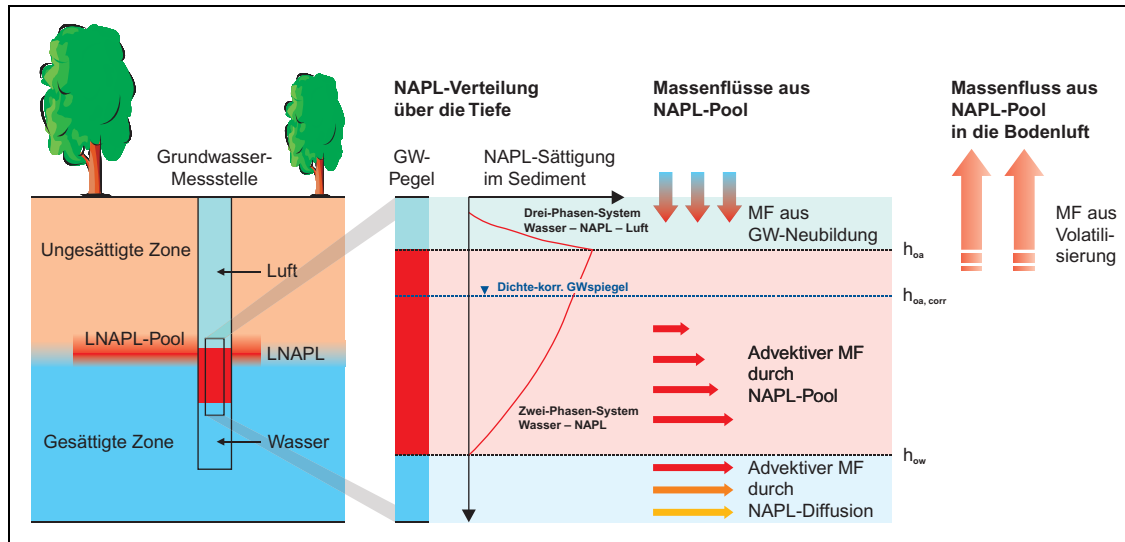 NAPL-Verteilung
über die Tiefe
Massenflüsse aus
NAPL-Pool
Massenfluss aus
NAPL-Pool
in die Bodenluft
Grundwasser-
Messstelle
GW-
Pegel
NAPL-Sättigung
im Sediment
Drei-Phasen-System
Wasser – NAPL – Luft
MF aus
GW-Neubildung
MF aus
Volatili-
sierung
Ungesättigte Zone
Luft
h oa
Dichte-korr. GWspiegel
h oa, corr
LNAPL-Pool
LNAPL
Advektiver MF
durch
NAPL-Pool
Zwei-Phasen-System
Wasser – NAPL
Gesättigte Zone
Wasser
h ow
Advektiver MF
durch
NAPL-Diffusion